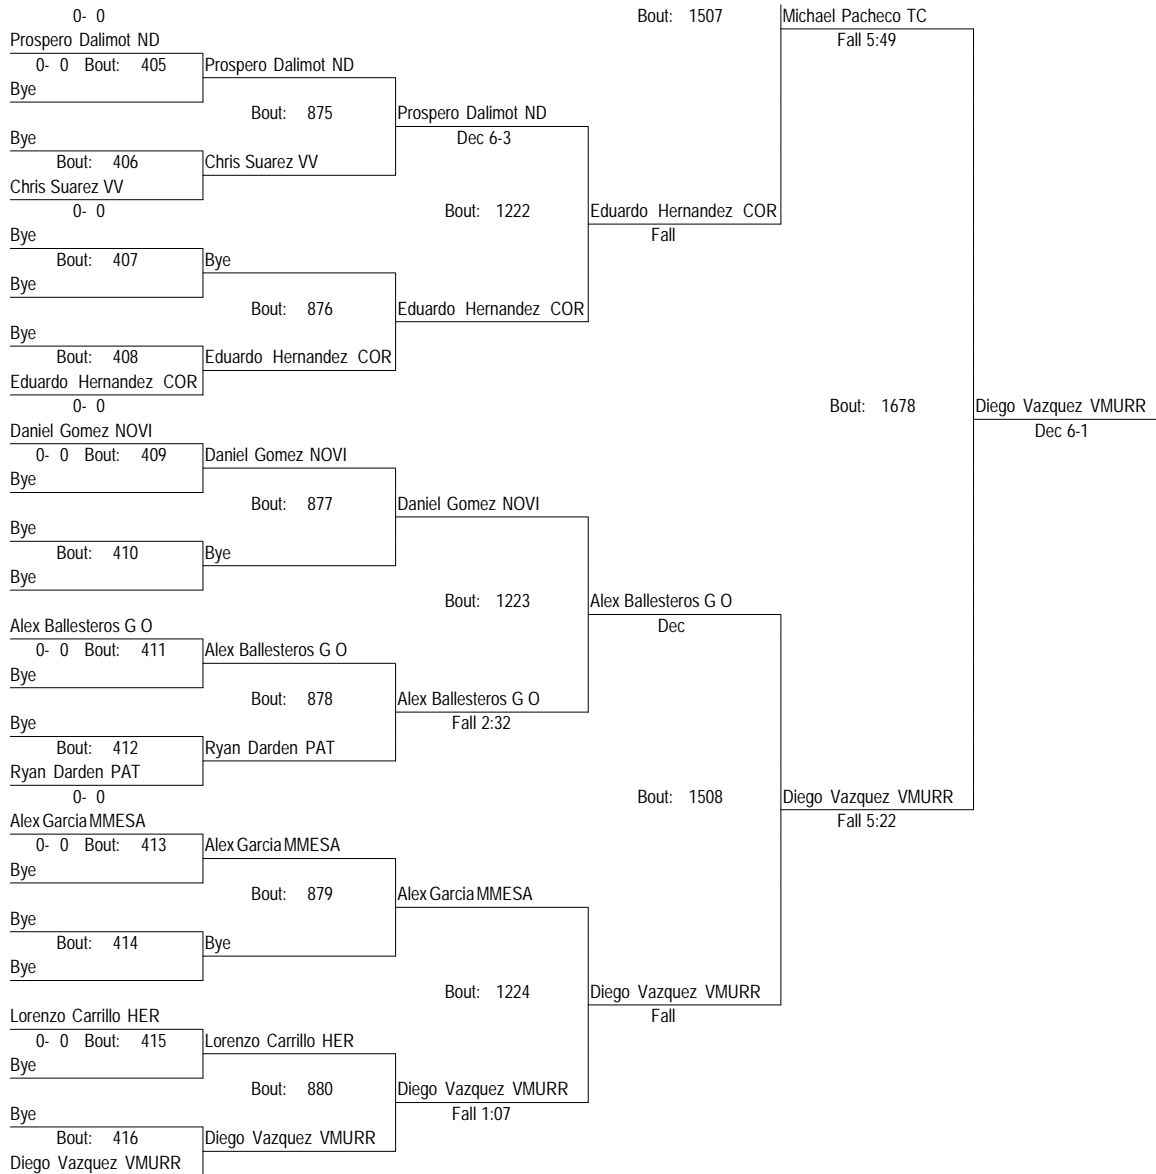 0- 0 Bout: 1507 Michael Pacheco TC
Prospero Dalimot ND Fall 5:49
0- 0 Bout: 405 Prospero Dalimot ND
Bye
Bout: 875 Prospero Dalimot ND
Bye Dec 6-3
Bout: 406 Chris Suarez VV
Chris Suarez VV
0- 0 Bout: 1222 Eduardo Hernandez COR
Bye Fall
Bout: 407 Bye
Bye
Bout: 876 Eduardo Hernandez COR
Bye
Bout: 408 Eduardo Hernandez COR
Eduardo Hernandez COR
0- 0 Bout: 1678 Diego Vazquez VMURR
Daniel Gomez NOVI Dec 6-1
0- 0 Bout: 409 Daniel Gomez NOVI
Bye
Bout: 877 Daniel Gomez NOVI
Bye
Bout: 410 Bye
Bye
Bout: 1223 Alex Ballesteros G O
Alex Ballesteros G O Dec
0- 0 Bout: 411 Alex Ballesteros G O
Bye
Bout: 878 Alex Ballesteros G O
Bye Fall 2:32
Bout: 412 Ryan Darden PAT
Ryan Darden PAT
0- 0 Bout: 1508 Diego Vazquez VMURR
Alex Garcia MMESA Fall 5:22
0- 0 Bout: 413 Alex Garcia MMESA
Bye
Bout: 879 Alex Garcia MMESA
Bye
Bout: 414 Bye
Bye
Bout: 1224 Diego Vazquez VMURR
Lorenzo Carrillo HER Fall
0- 0 Bout: 415 Lorenzo Carrillo HER
Bye
Bout: 880 Diego Vazquez VMURR
Bye Fall 1:07
Bout: 416 Diego Vazquez VMURR
Diego Vazquez VMURR